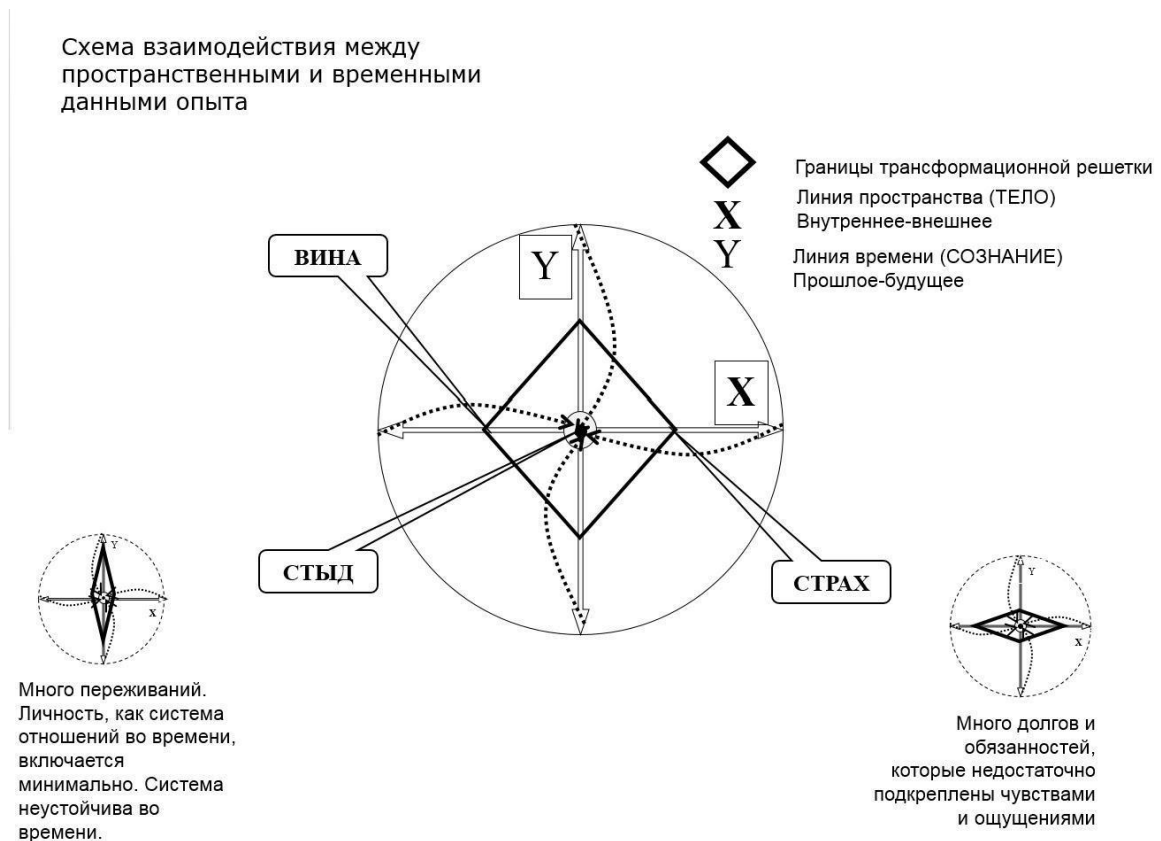 Схема взаимодействия между
пространственными и временными
данными опыта
Границы трансформационной решетки
X
Линия пространства (ТЕЛО)
Внутреннее-внешнее
Y
Линия времени (СОЗНАНИЕ)
Прошлое-будущее
ВИНА
Y
X
СТЫД
СТРАХ
Y
X
Много переживаний.
Личность, как система
отношений во времени,
включается
минимально. Система
неустойчива во
времени.
Y
X
Много долгов и
обязанностей,
которые недостаточно
подкреплены чувствами
и ощущениями